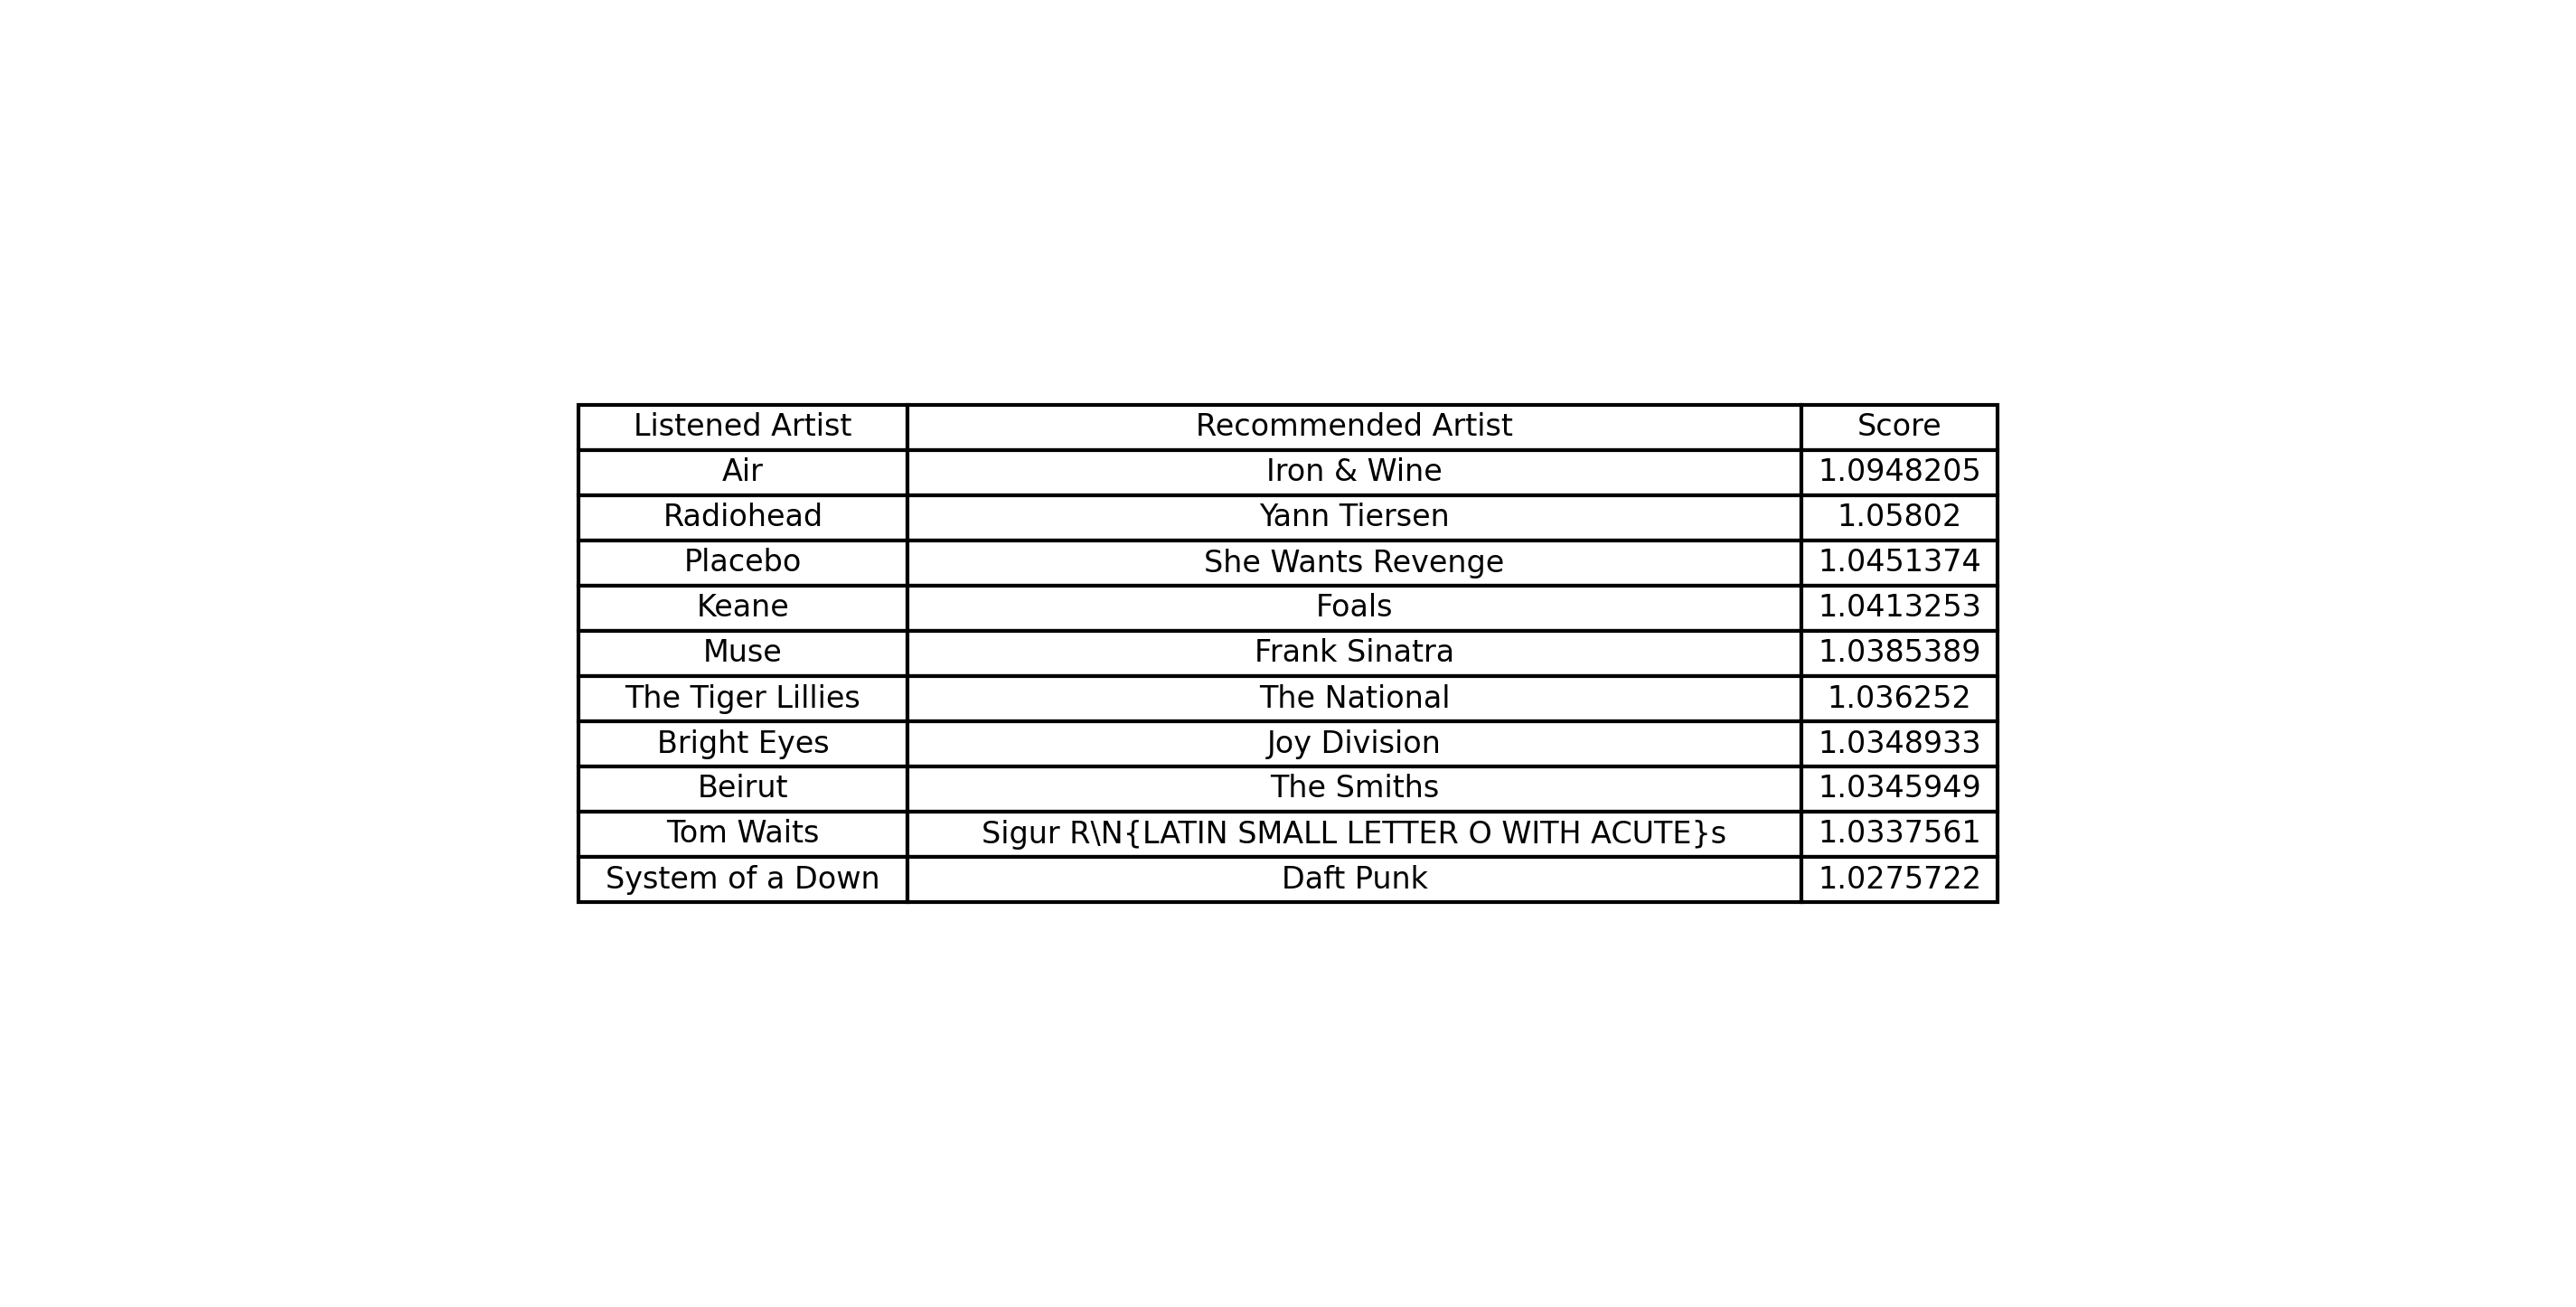 Listened Artist Recommended Artist Score
Air Iron & Wine 1.0948205
Radiohead Yann Tiersen 1.05802
Placebo She Wants Revenge 1.0451374
Keane Foals 1.0413253
Muse Frank Sinatra 1.0385389
The Tiger Lillies The National 1.036252
Bright Eyes Joy Division 1.0348933
Beirut The Smiths 1.0345949
Tom Waits Sigur R\N{LATIN SMALL LETTER O WITH ACUTE}s 1.0337561
System of a Down Daft Punk 1.0275722